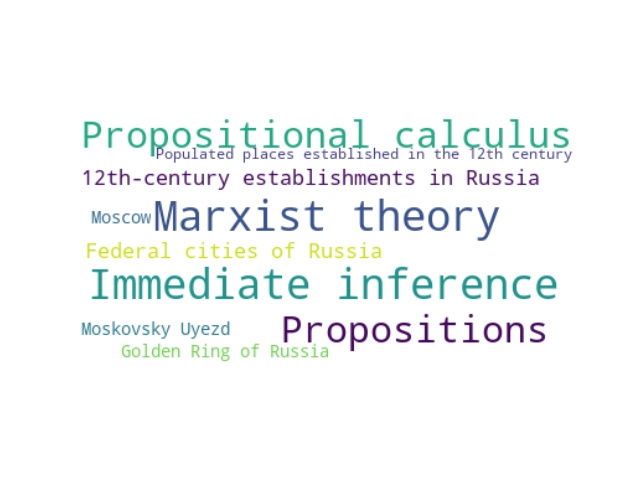 Propositional calculus
Populated places established in the 12th century
12th-century establishments in Russia
Moscow Marxist theory
Federal cities of Russia
Immediate inference
Moskovsky Uyezd Propositions
Golden Ring of Russia